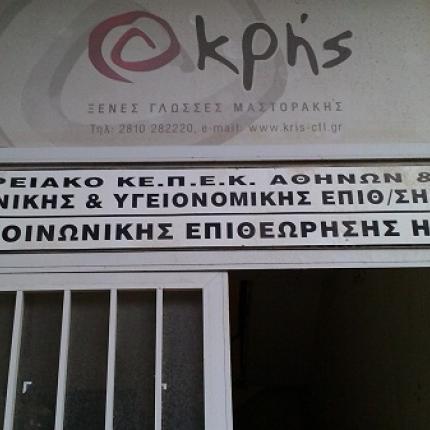 κρής
ΞΕΝΕΣ ΓΛΩΣΣΕΣ ΜΑΣΤΟΡΑΚΗΣ
Τηλ: 2810 282220, e-mail: www.kris-cfl.gr
ΡΕΙΑΚΟ ΚΕ.Π.Ε.Κ. ΑΘΗΝΩΝ &
ΝΙΚΗΣ & ΥΓΕΙΟΝΟΜΙΚΗΣ ΕΠΙΘ/ΣΗ
ΟΙΝΩΝΙΚΗΣ ΕΠΙΘΕΩΡΗΣΗΣ Η